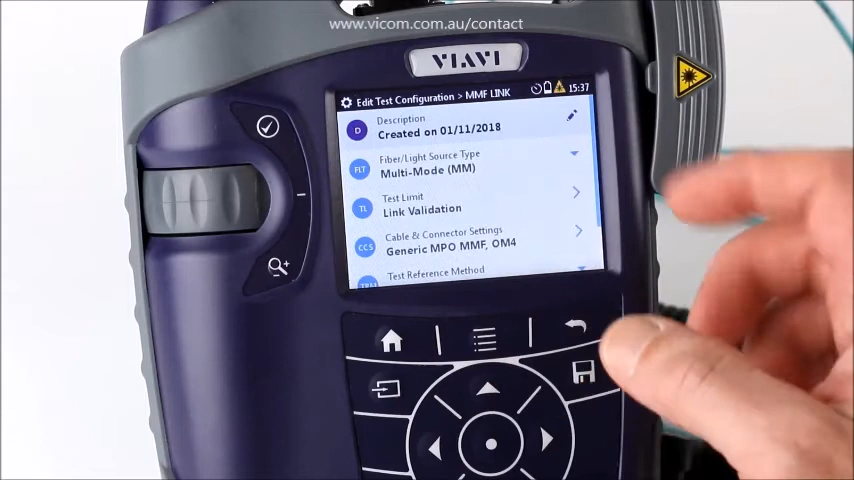 www.vicom.com.au/contact
VIAVI
Edit Test Configuration > MMF LINK 15:37
D Description
Created on 01/11/2018
FLT Fiber/Light Source Type
Multi-Mode (MM)
TL Test Limit
Link Validation
CCS Cable & Connector Settings
Generic MPO MMF, OM4
TRM Test Reference Method